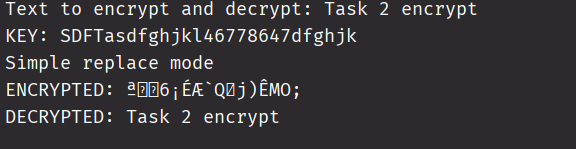 Text to encrypt and decrypt: Task 2 encrypt
KEY: SDFTasdfghjkl46778647dfghjk
Simple replace mode
ENCRYPTED: ª6¡ÉÆ`Qj)ÊMO;
DECRYPTED: Task 2 encrypt